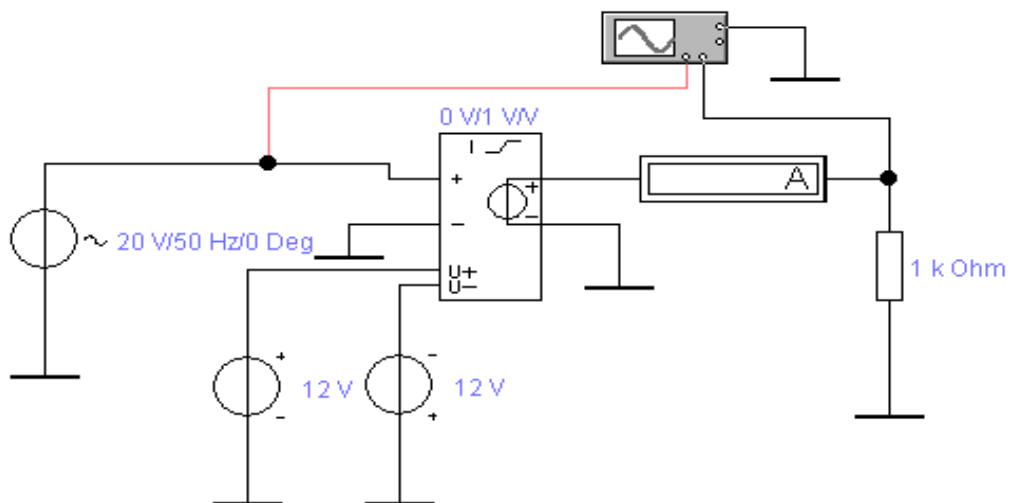 0 V/1 V/V
+
−
U+
U−
+
−
A
20 V/50 Hz/0 Deg
1 k Ohm
+
−
12 V
−
+
12 V